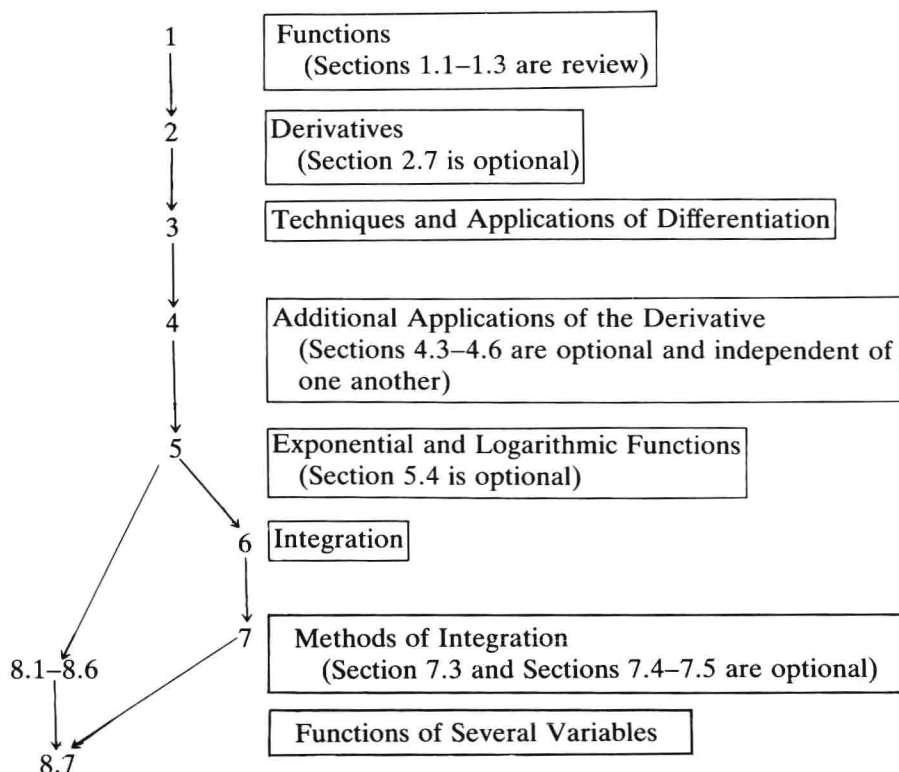 1
Functions
(Sections 1.1–1.3 are review)
2
Derivatives
(Section 2.7 is optional)
3
Techniques and Applications of Differentiation
4
Additional Applications of the Derivative
(Sections 4.3–4.6 are optional and independent of
one another)
5
Exponential and Logarithmic Functions
(Section 5.4 is optional)
6
Integration
7
Methods of Integration
(Section 7.3 and Sections 7.4–7.5 are optional)
8.1–8.6
Functions of Several Variables
8.7